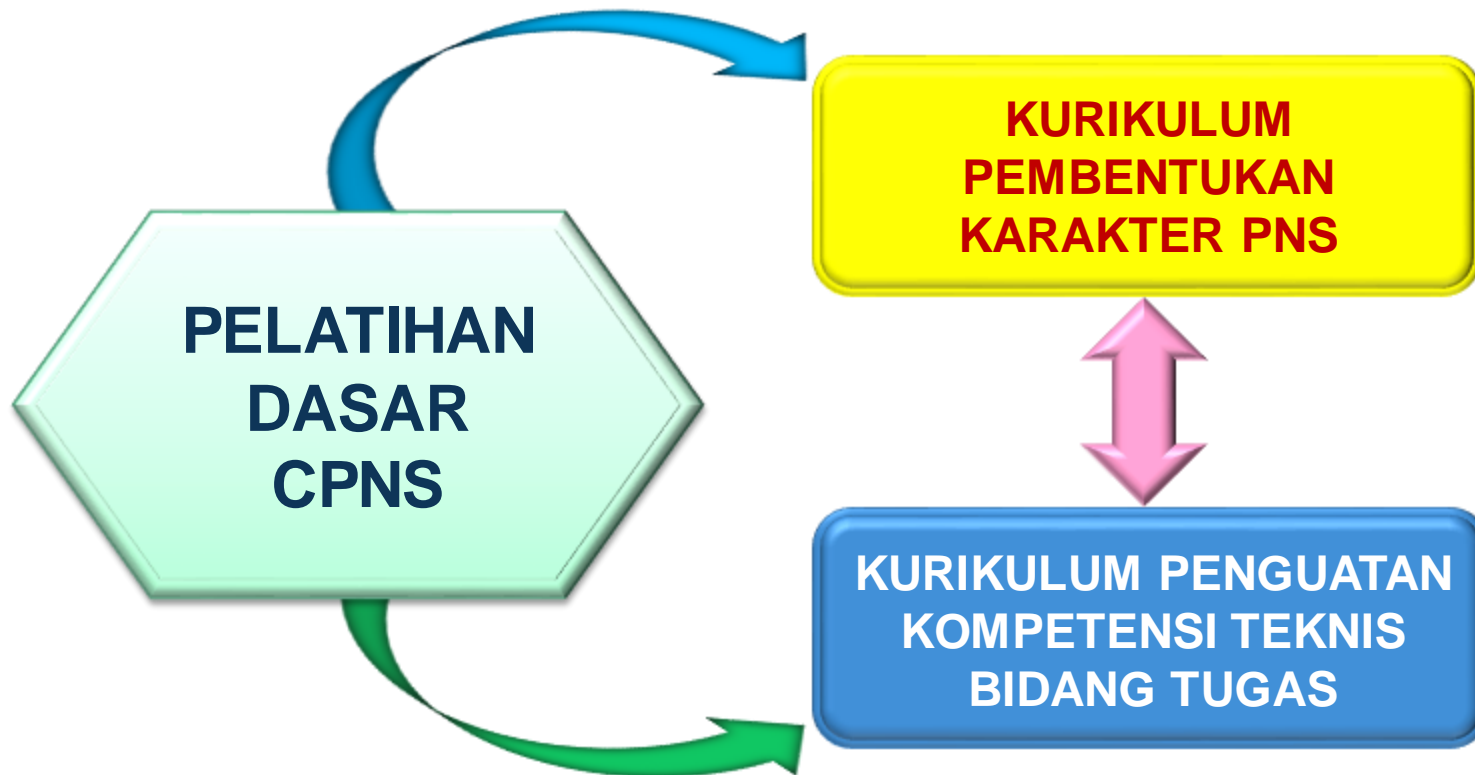 PELATIHAN
DASAR
CPNS
KURIKULUM
PEMBENTUKAN
KARAKTER PNS
KURIKULUM PENGUATAN
KOMPETENSI TEKNIS
BIDANG TUGAS